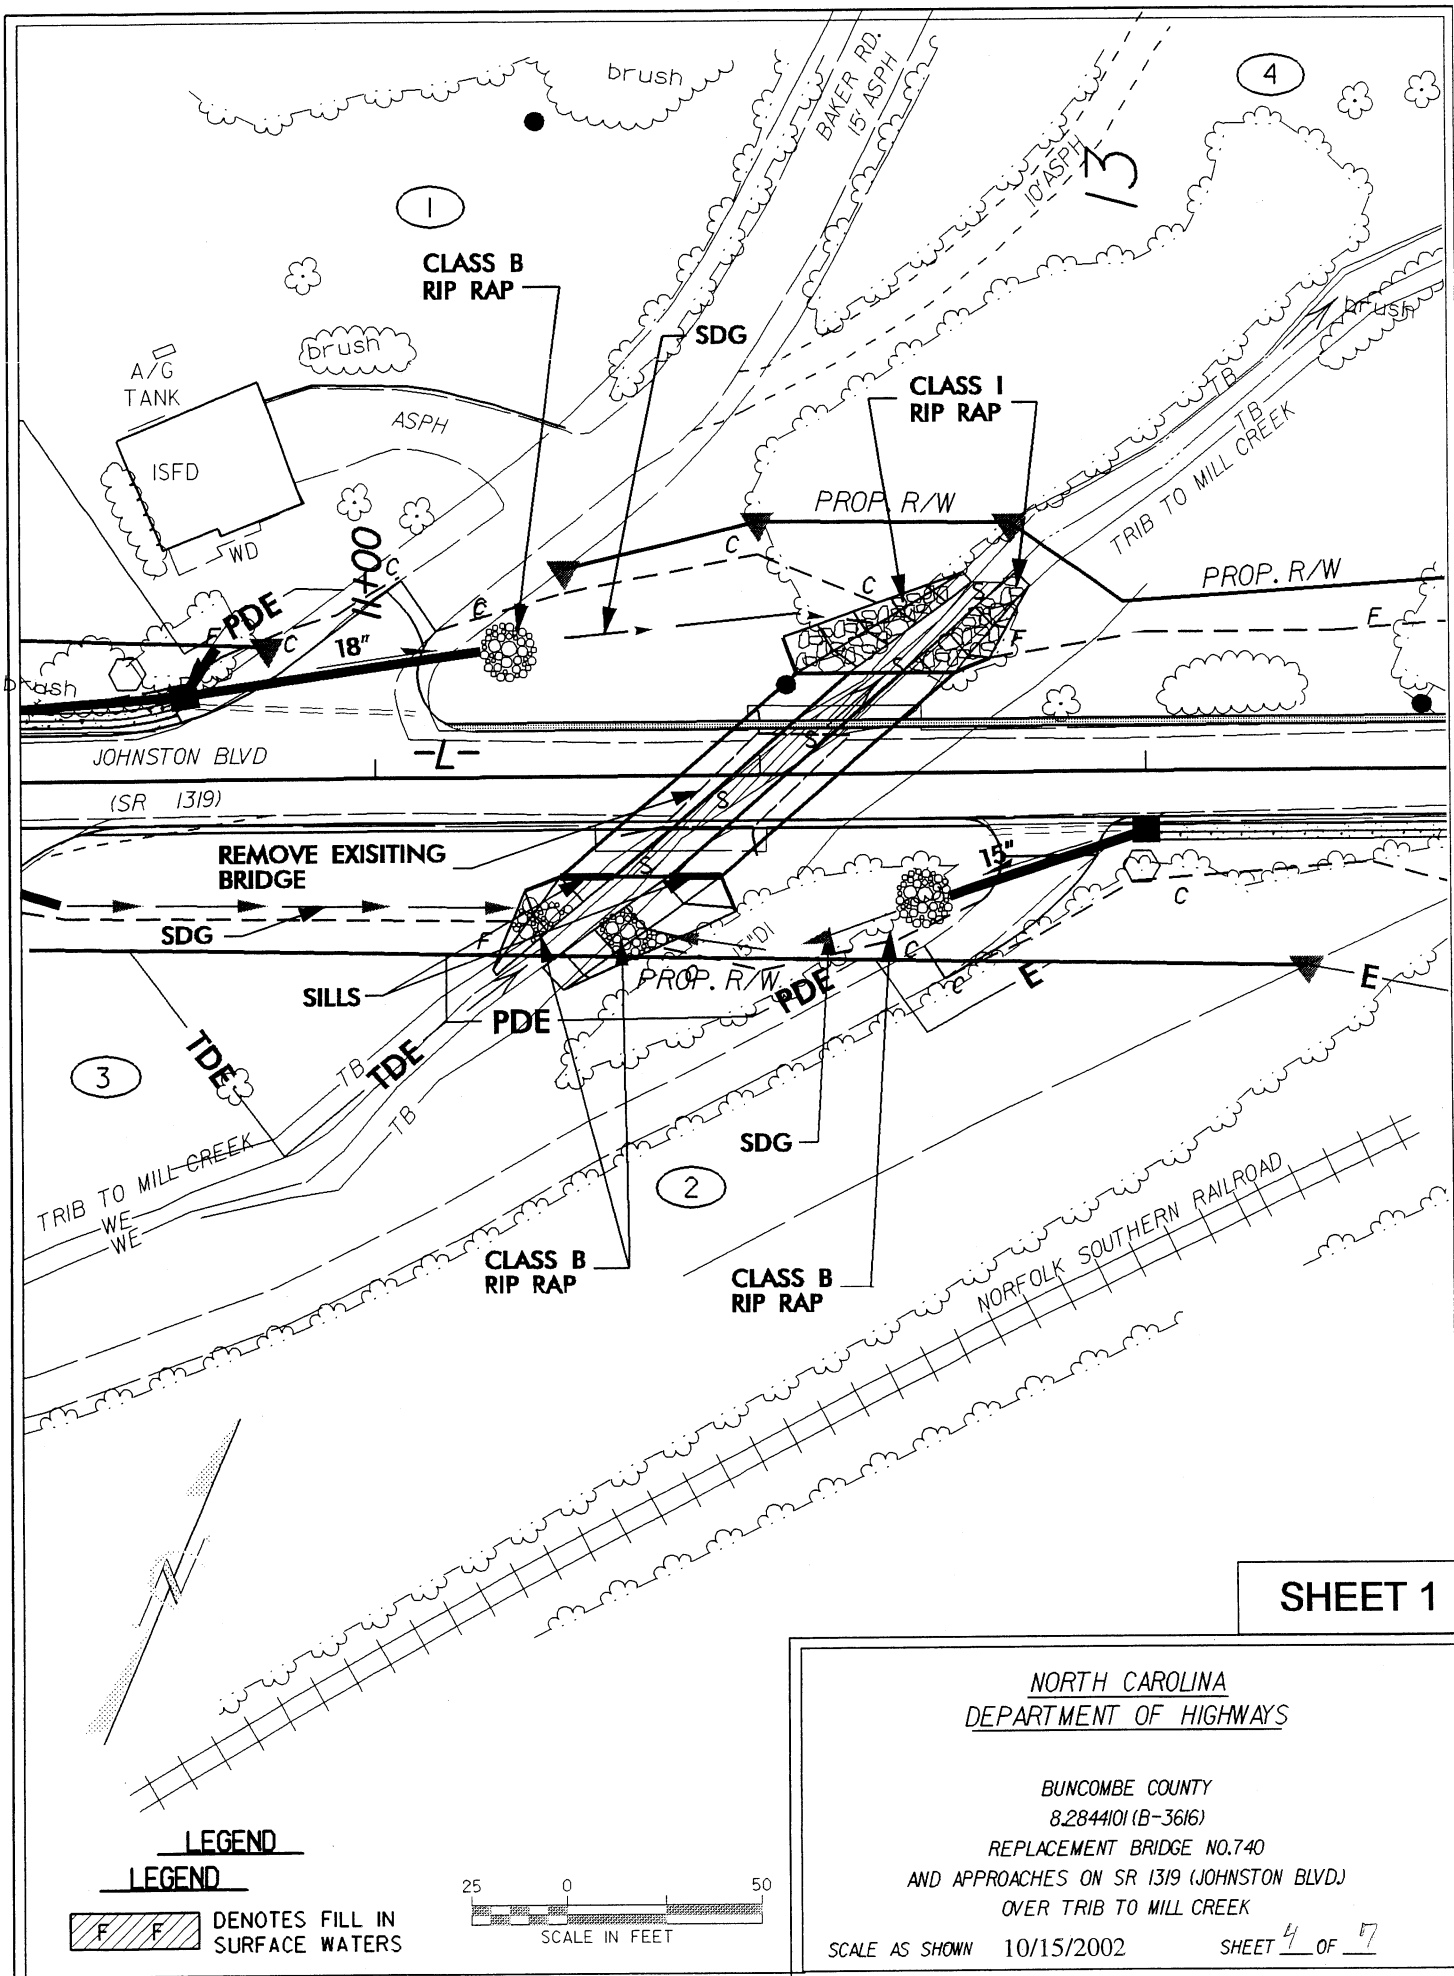 brush
BAKER RD.
15' ASPH
4
10' ASPH
13
1
CLASS B
RIP RAP
SDG
brush
A/G
TANK
brush
CLASS I
RIP RAP
TB
TB
TRIB TO MILL CREEK
ASPH
ISFD
WD
PROP. R/W
C
C
C
PROP. R/W
11+00
PDE
F
C
C
18"
S
S
F
F
brush
JOHNSTON BLVD
-L-
S
(SR 1319)
S
REMOVE EXISITING
BRIDGE
S
15"
C
SDG
F
15"DI
C
SILLS
PROP. R/W
PDE
C
E
E
PDE
TDE
TDE
TB
TB
3
SDG
2
TRIB TO MILL CREEK
WE
WE
NORFOLK SOUTHERN RAILROAD
CLASS B
RIP RAP
CLASS B
RIP RAP
N
SHEET 1
NORTH CAROLINA
DEPARTMENT OF HIGHWAYS
BUNCOMBE COUNTY
8.2844101 (B-3616)
REPLACEMENT BRIDGE NO.740
AND APPROACHES ON SR 1319 (JOHNSTON BLVD.)
OVER TRIB TO MILL CREEK
SCALE AS SHOWN 10/15/2002 SHEET 4 OF 7
LEGEND
LEGEND
F F DENOTES FILL IN
SURFACE WATERS
25 0 50
SCALE IN FEET